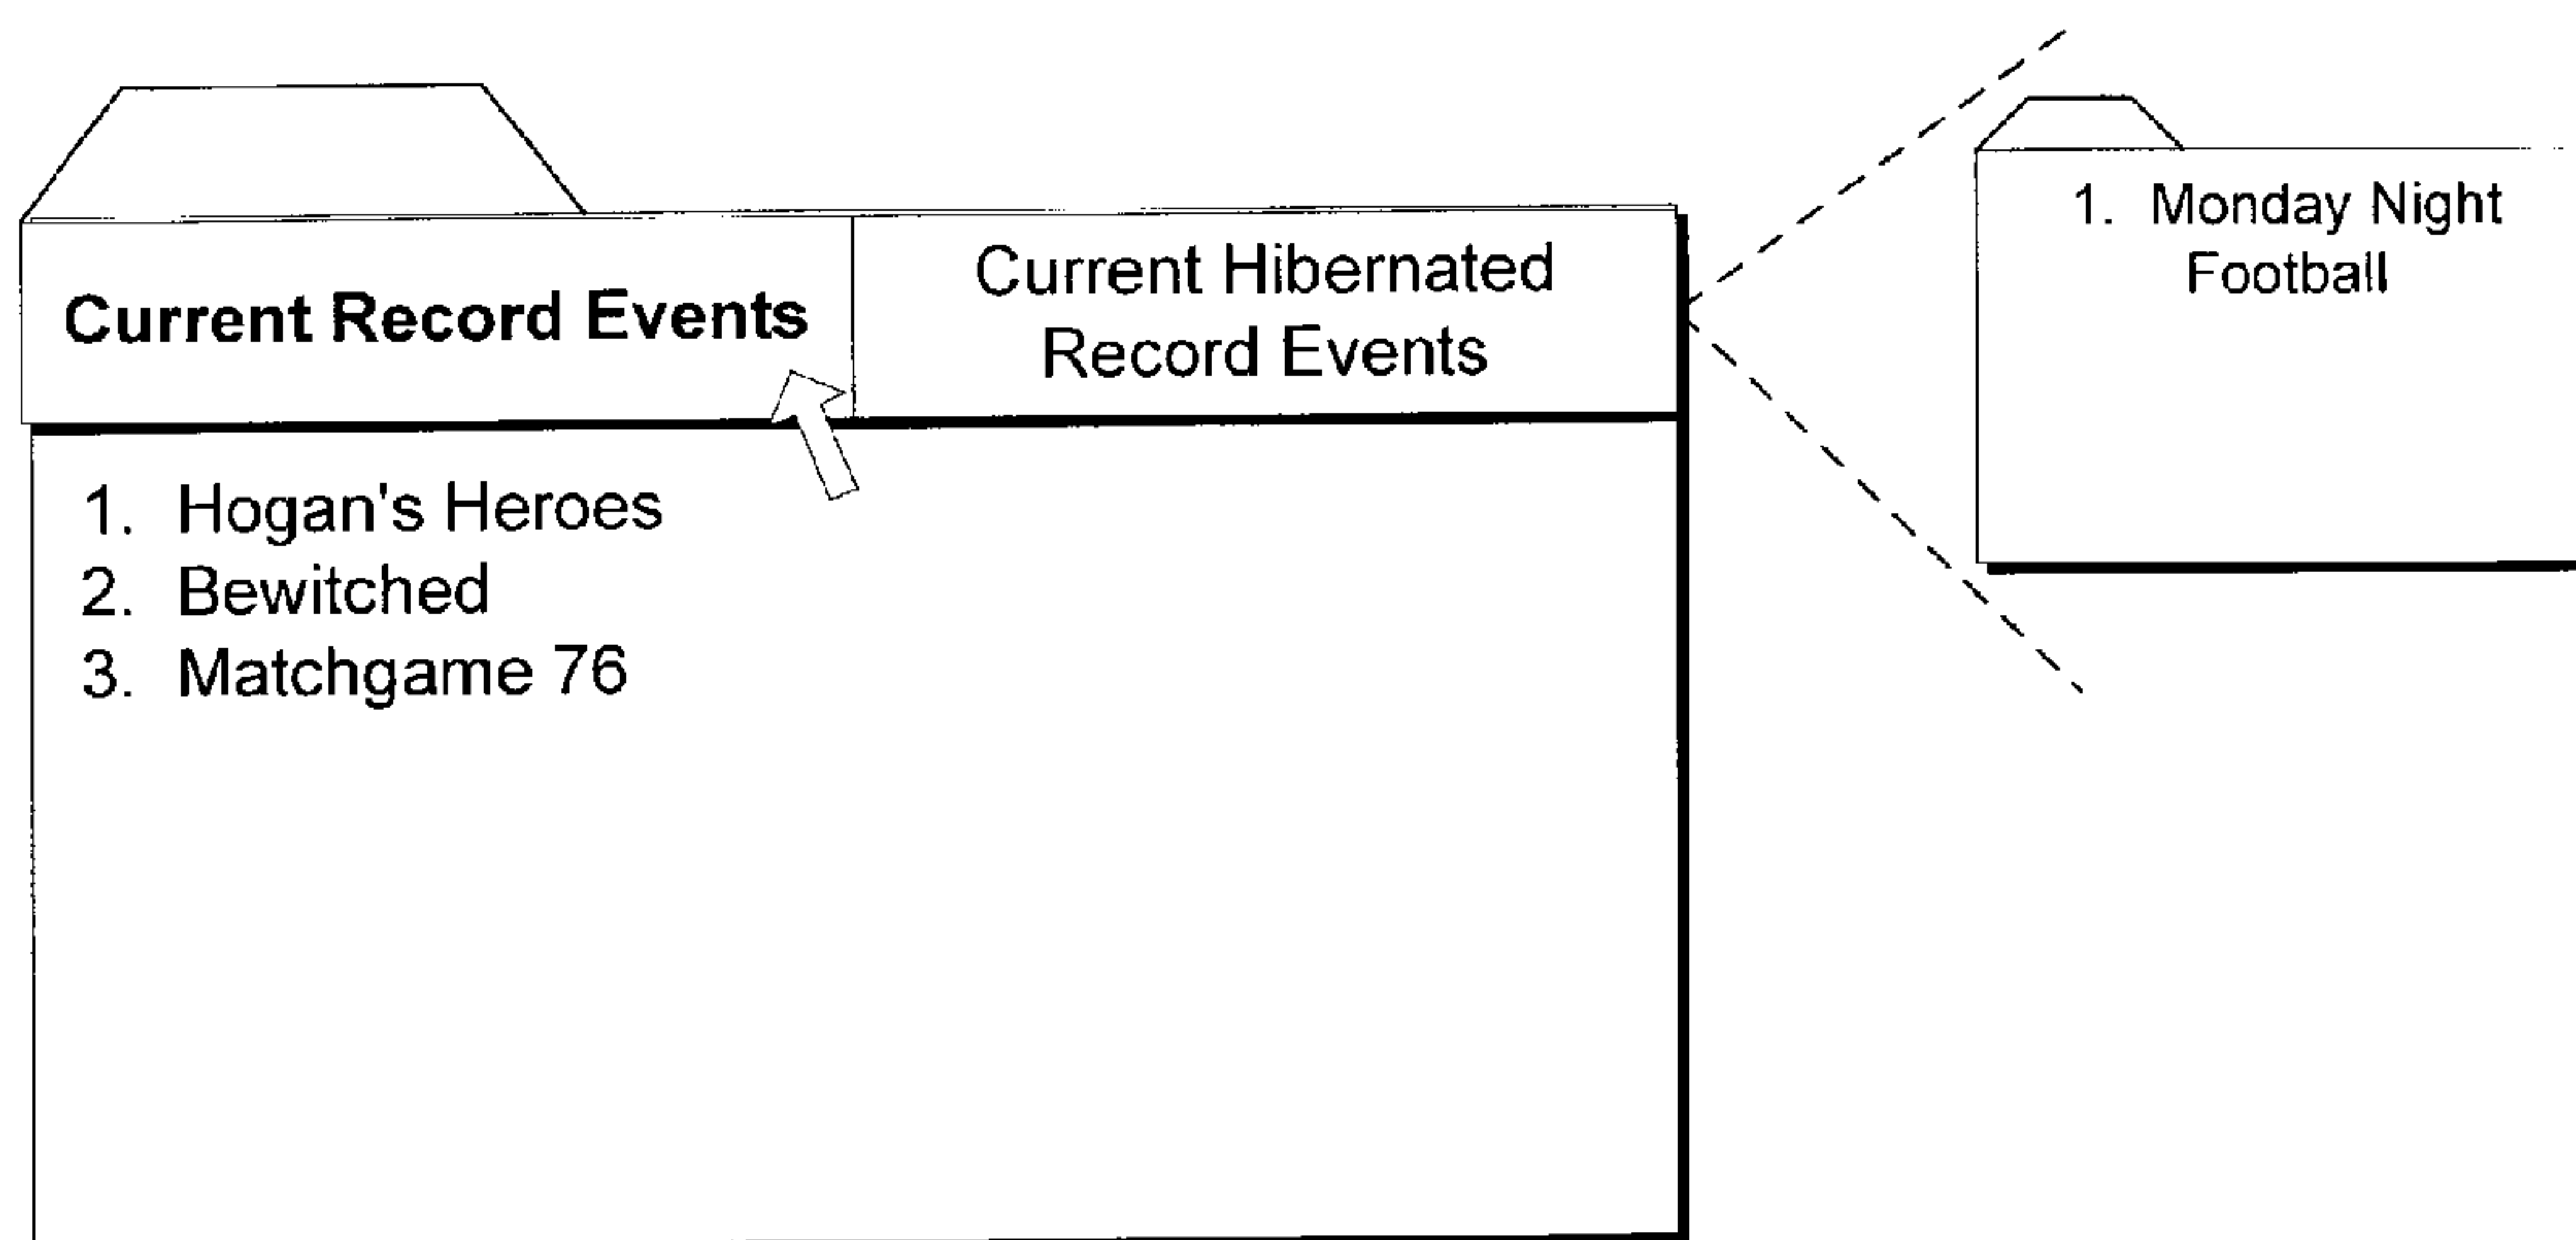 Current Record Events
Current Hibernated
Record Events
1. Hogan's Heroes
2. Bewitched
3. Matchgame 76
1. Monday Night
Football